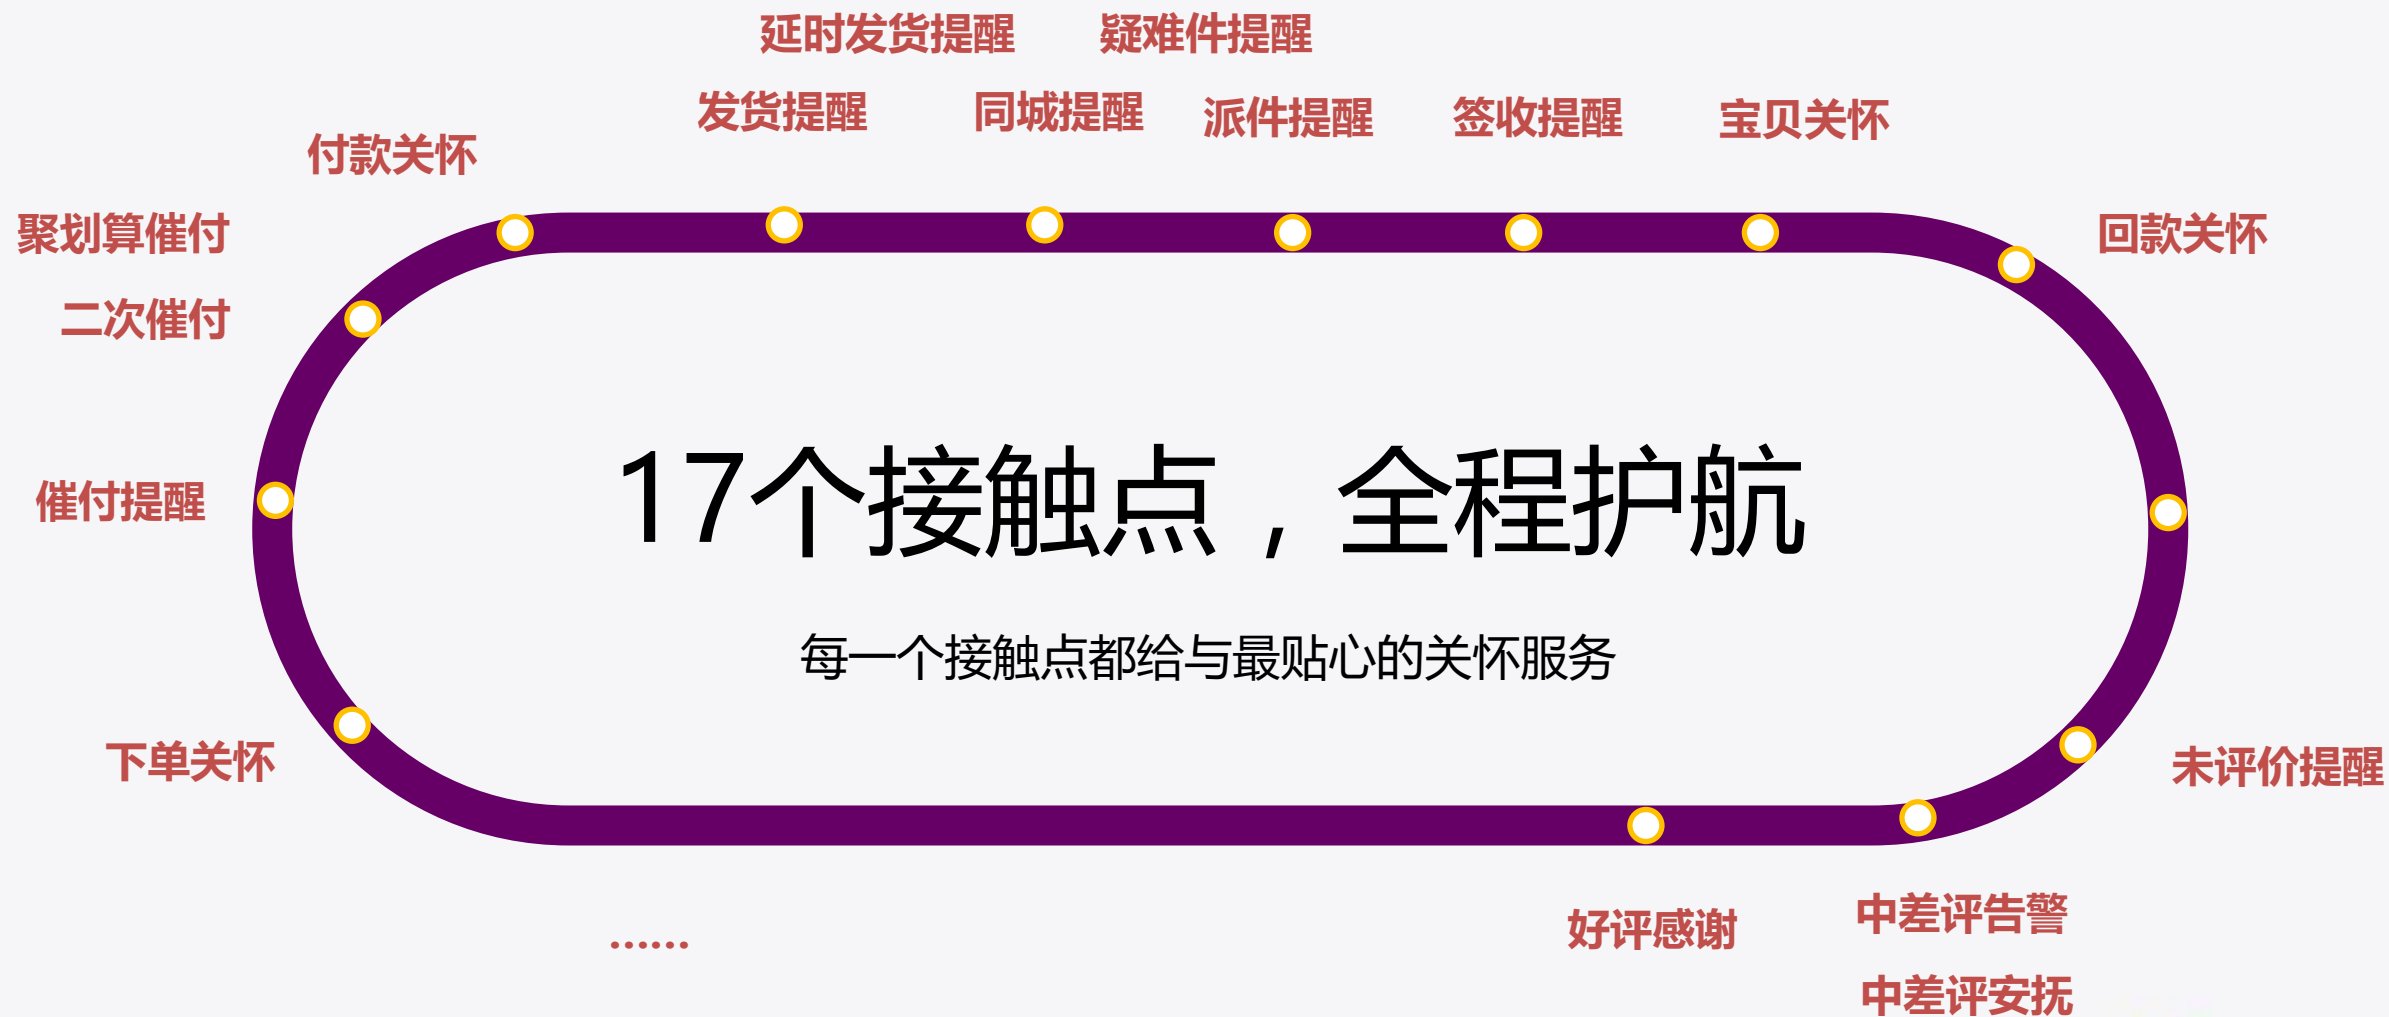 延时发货提醒
疑难件提醒
发货提醒
同城提醒
派件提醒
签收提醒
宝贝关怀
付款关怀
聚划算催付
回款关怀
二次催付
17个接触点，全程护航
催付提醒
每一个接触点都给与最贴心的关怀服务
下单关怀
未评价提醒
好评感谢
中差评告警
......
中差评安抚